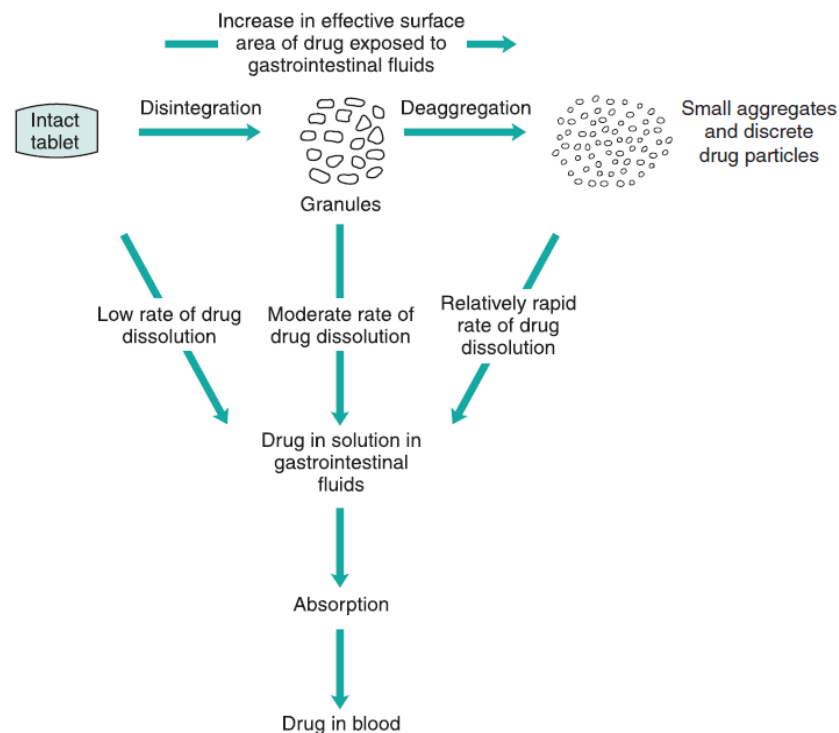 Increase in effective surface
area of drug exposed to
gastrointestinal fluids
Intact
tablet
Disintegration
Deaggregation
Small aggregates
and discrete
drug particles
Granules
Low rate of drug
dissolution
Moderate rate of
drug dissolution
Relatively rapid
rate of drug
dissolution
Drug in solution in
gastrointestinal
fluids
Absorption
Drug in blood